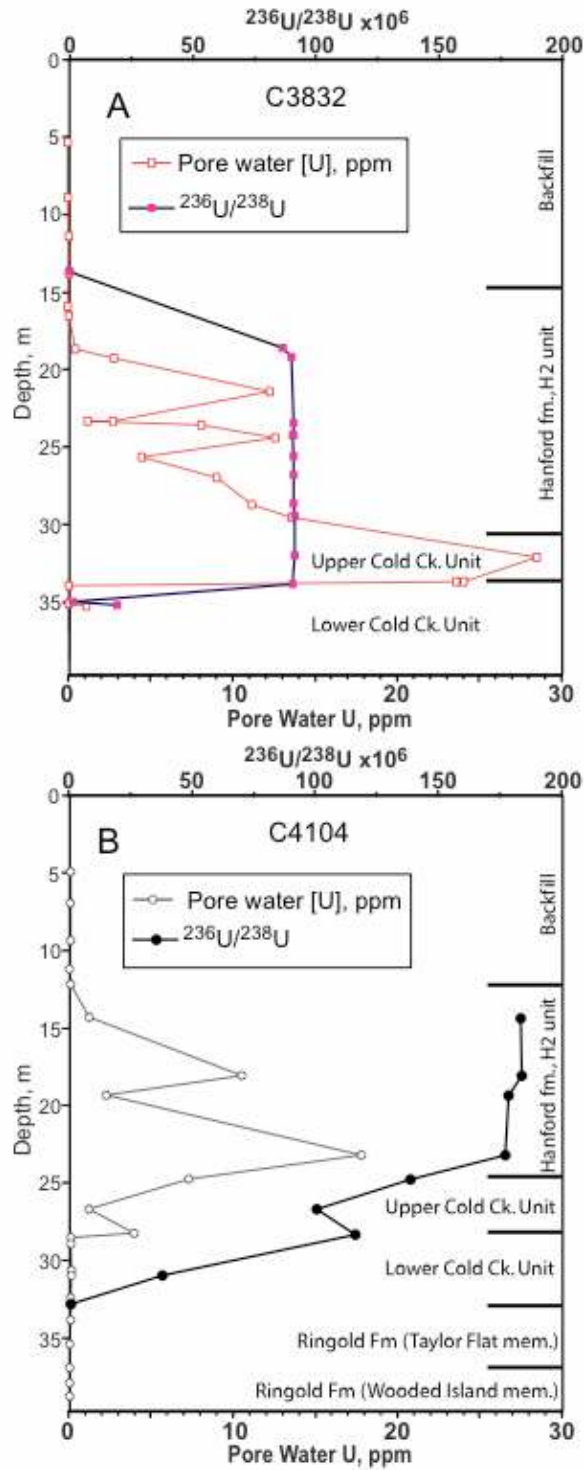 ²³⁶U/²³⁸U x10⁶
0 50 100 150 200
0
A
C3832
5
Pore water [U], ppm
²³⁶U/²³⁸U
Backfill
10
15
Depth, m
20
Hanford fm., H2 unit
25
30
Upper Cold Ck. Unit
35
Lower Cold Ck. Unit
0 10 20 30
Pore Water U, ppm
²³⁶U/²³⁸U x10⁶
0 50 100 150 200
0
B
C4104
5
Pore water [U], ppm
²³⁶U/²³⁸U
Backfill
10
15
Depth, m
Hanford fm., H2 unit
20
25
Upper Cold Ck. Unit
30
Lower Cold Ck. Unit
35
Ringold Fm (Taylor Flat mem.)
Ringold Fm (Wooded Island mem.)
0 10 20 30
Pore Water U, ppm